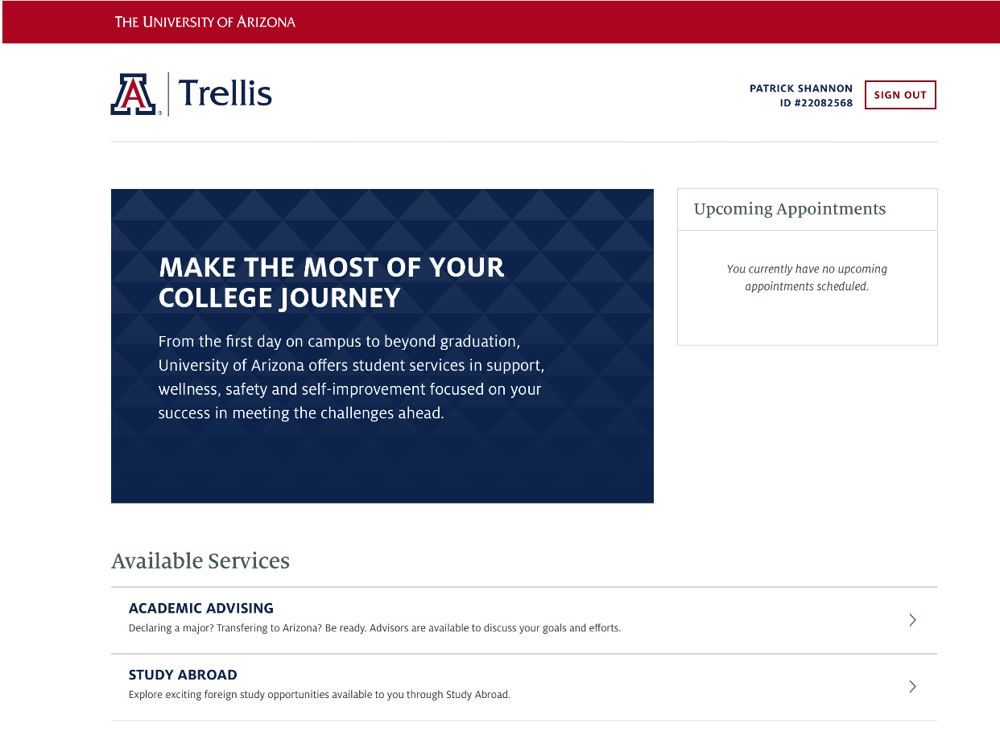 THE UNIVERSITY OF ARIZONA
A ® Trellis
PATRICK SHANNON
ID #22082568
SIGN OUT
MAKE THE MOST OF YOUR
COLLEGE JOURNEY
From the first day on campus to beyond graduation,
University of Arizona offers student services in support,
wellness, safety and self-improvement focused on your
success in meeting the challenges ahead.
Upcoming Appointments
You currently have no upcoming
appointments scheduled.
Available Services
ACADEMIC ADVISING
Declaring a major? Transfering to Arizona? Be ready. Advisors are available to discuss your goals and efforts.
STUDY ABROAD
Explore exciting foreign study opportunities available to you through Study Abroad.